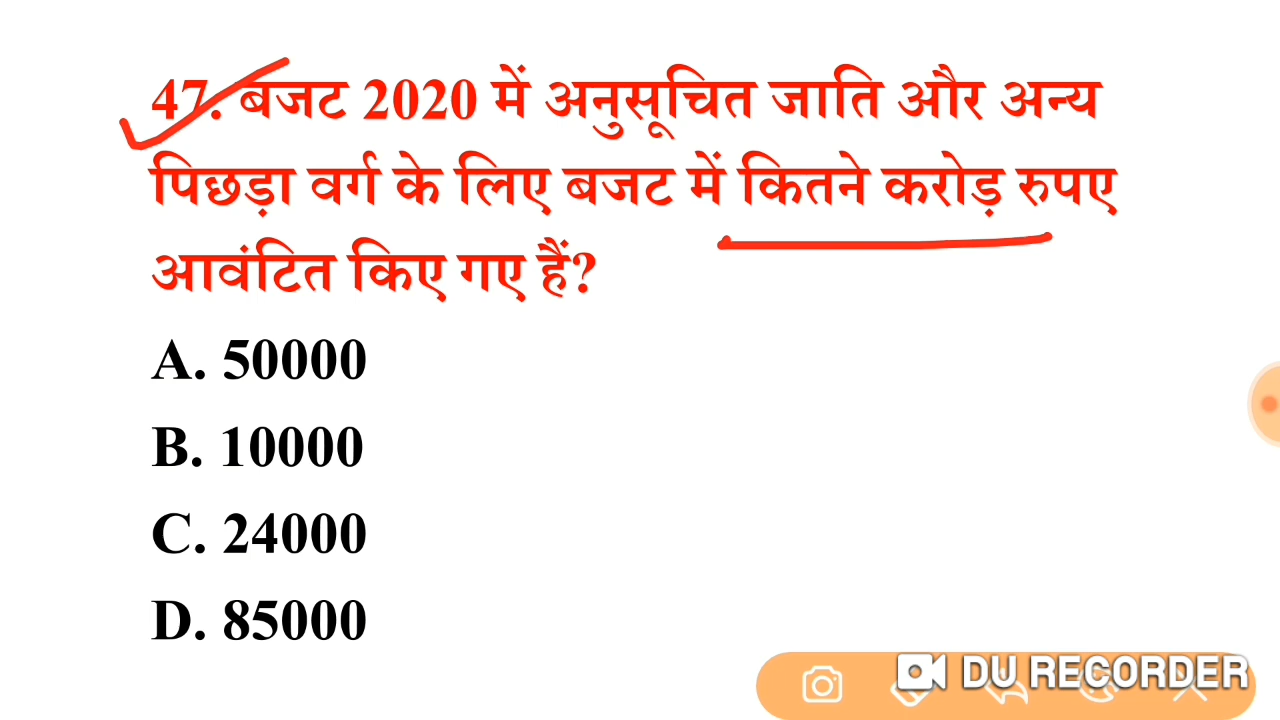 47. बजट 2020 में अनुसूचित जाति और अन्य
पिछड़ा वर्ग के लिए बजट में कितने करोड़ रुपए
आवंटित किए गए हैं?
A. 50000
B. 10000
C. 24000
D. 85000
DU RECORDER